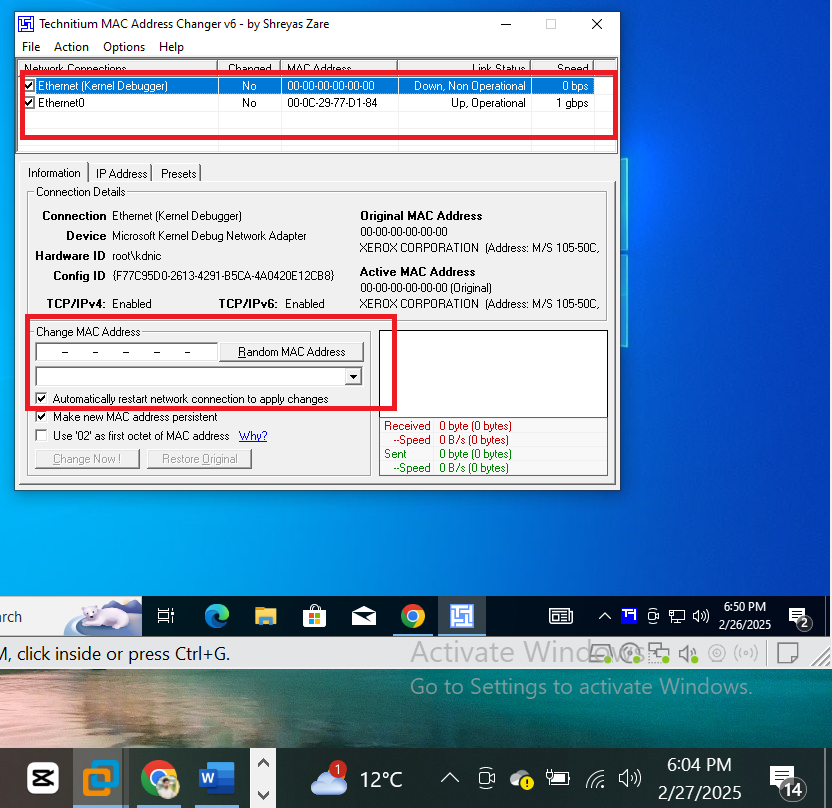 Technitium MAC Address Changer v6 - by Shreyas Zare
File Action Options Help
Network Connections Changed MAC Address Link Status Speed
Ethernet (Kernel Debugger) No 00-00-00-00-00-00 Down, Non Operational 0 bps
Ethernet0 No 00-0C-29-77-D1-84 Up, Operational 1 gbps
Information IP Address Presets
Connection Details
Connection Ethernet (Kernel Debugger)
Device Microsoft Kernel Debug Network Adapter
Hardware ID root\kdnic
Config ID {F77C95D0-2613-4291-B5CA-4A0420E12CB8}
TCP/IPv4: Enabled TCP/IPv6: Enabled
Original MAC Address
00-00-00-00-00-00
XEROX CORPORATION (Address: M/S 105-50C,
Active MAC Address
00-00-00-00-00-00 (Original)
XEROX CORPORATION (Address: M/S 105-50C,
Change MAC Address
- - - - - Random MAC Address
Automatically restart network connection to apply changes
Make new MAC address persistent
Use '02' as first octet of MAC address Why?
Change Now ! Restore Original
Received 0 byte (0 bytes)
--Speed 0 B/s (0 bytes)
Sent 0 byte (0 bytes)
--Speed 0 B/s (0 bytes)
rch
6:50 PM
2/26/2025
2
M, click inside or press Ctrl+G.
Activate Windows
Go to Settings to activate Windows.
W
1
12°C
6:04 PM
2/27/2025
14